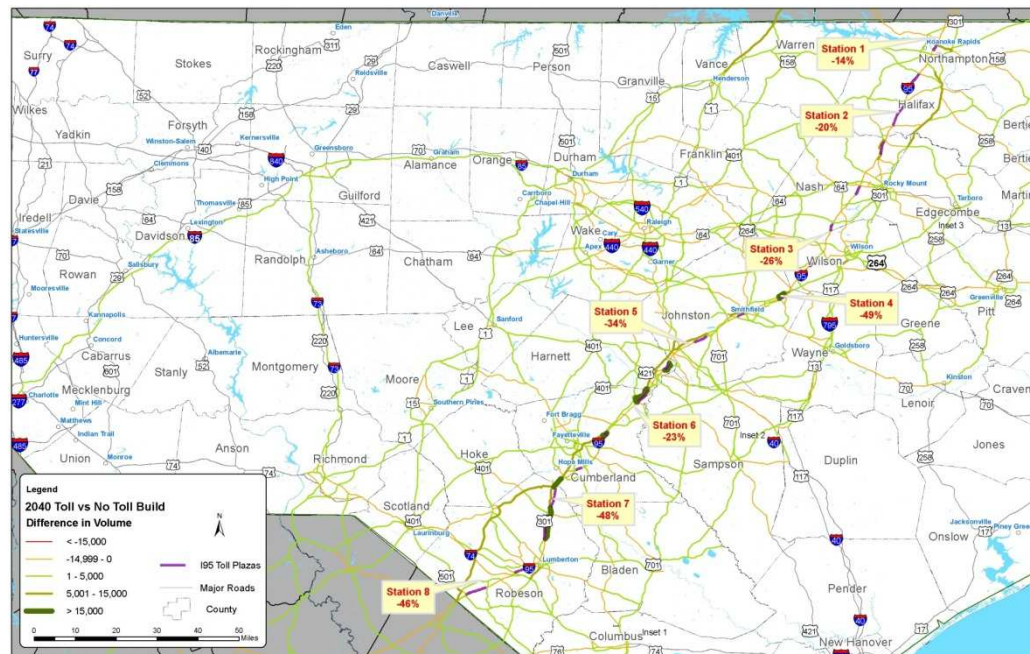 Danville
Eden
Surry
Stokes
Rockingham
Caswell
Person
Warren
Roanoke Rapids
Station 1
-14%
Northampton
Vance
Granville
Henderson
Reidsville
Wilkes
Station 2
-20%
Halifax
Bertie
Forsyth
Kernersville
Yadkin
Winston-Salem
Greensboro
Clemmons
High Point
Graham
Alamance
Orange
Durham
Durham
Franklin
Bertie
Nash
Rocky Mount
Martin
Tarboro
Edgecombe
Inset 3
Davie
Thomasville
Guilford
Carrboro
Chapel-Hill
Iredell
Statesville
Lexington
Davidson
Wake
Cary
Apex
Raleigh
Garner
Station 3
-26%
Wilson
Wilson
Rowan
Salisbury
Randolph
Asheboro
Chatham
Mooresville
Greenville
Pitt
Kannapolis
Station 5
-34%
Johnston
Smithfield
Station 4
-49%
Greene
Huntersville
Concord
Cabarrus
Albemarle
Stanly
Montgomery
Lee
Sanford
Harnett
Wayne
Goldsboro
Kinston
Lenoir
Craven
Mecklenburg
Charlotte
Mint Hill
Matthews
Indian Trail
Union
Monroe
Anson
Richmond
Moore
Southern Pines
Fort Bragg
Fayetteville
Hope Mills
Hoke
Cumberland
Station 6
-23%
Inset 2
Sampson
Duplin
Jones
Scotland
Laurinburg
Station 7
-48%
Jacksonville
Piney Green
Onslow
Lumberton
Bladen
Pender
Station 8
-46%
Robeson
Columbus
Inset 1
New Hanover
Legend
2040 Toll vs No Toll Build
Difference in Volume
< -15,000
-14,999 - 0
1 - 5,000
5,001 - 15,000
> 15,000
N
I95 Toll Plazas
Major Roads
County
0 10 20 30 40 50
Miles